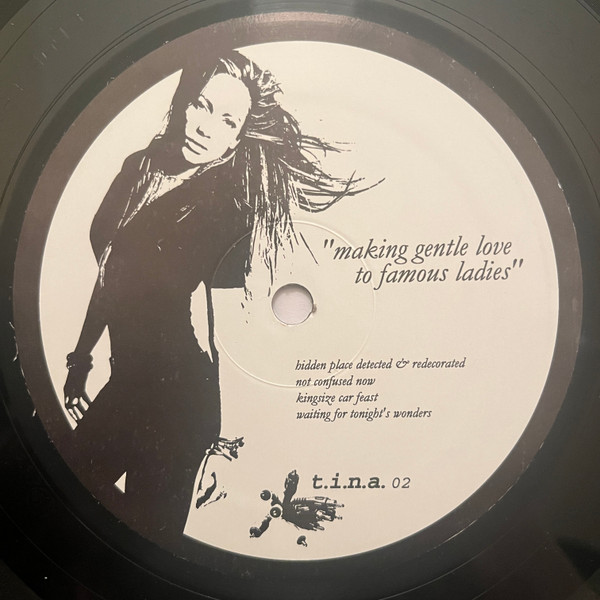 "making gentle love
to famous ladies"
hidden place detected & redecorated
not confused now
kingsize car feast
waiting for tonight's wonders
t.i.n.a. 02